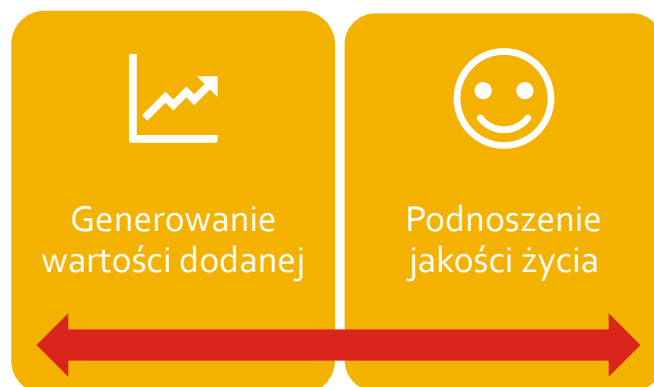 Generowanie
wartości dodanej
Podnoszenie
jakości życia